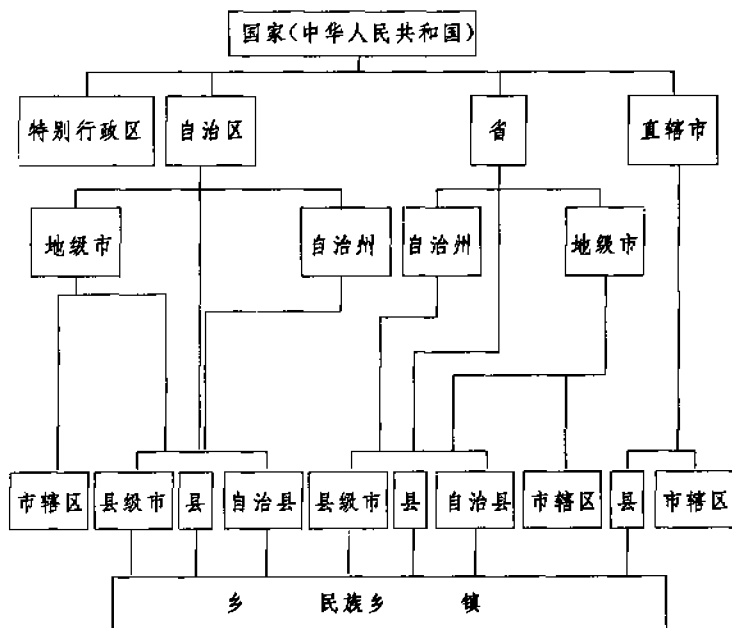 国家(中华人民共和国)
特别行政区 自治区 省 直辖市
地级市 自治州 自治州 地级市
市辖区 县级市 县 自治县 县级市 县 自治县 市辖区 县 市辖区
乡 民族乡 镇